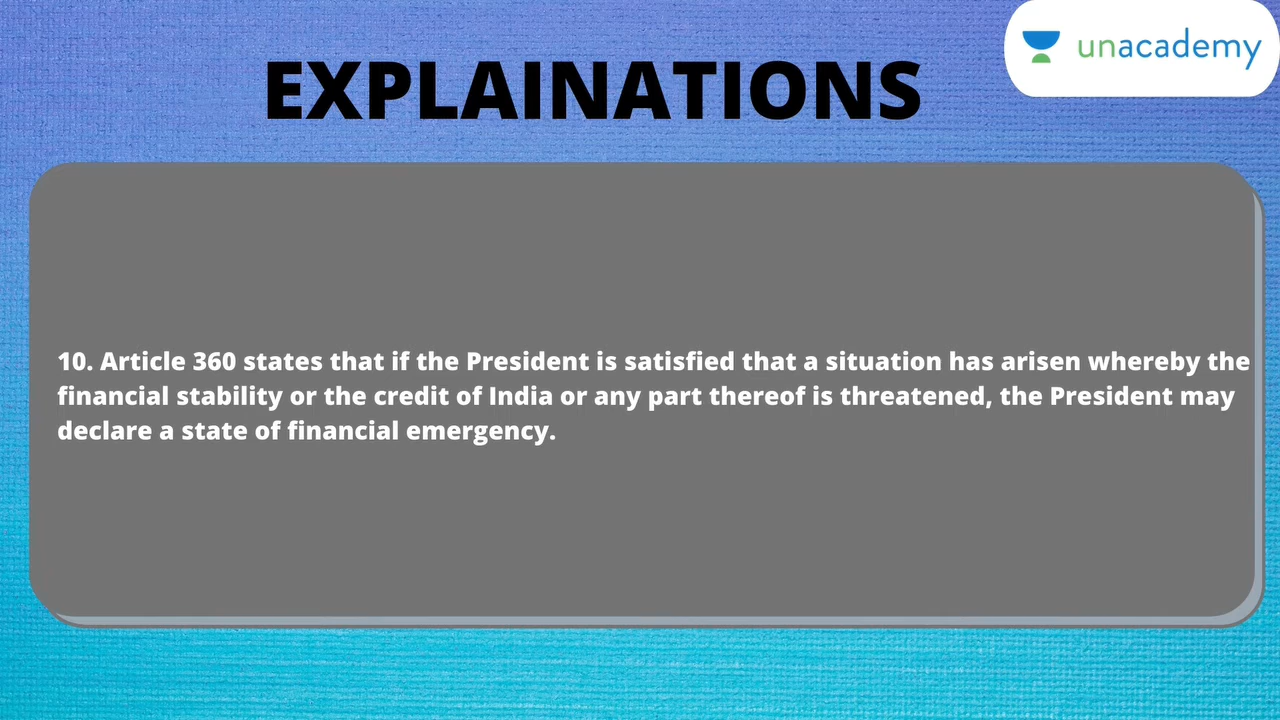 unacademy
EXPLAINATIONS
10. Article 360 states that if the President is satisfied that a situation has arisen whereby the
financial stability or the credit of India or any part thereof is threatened, the President may
declare a state of financial emergency.